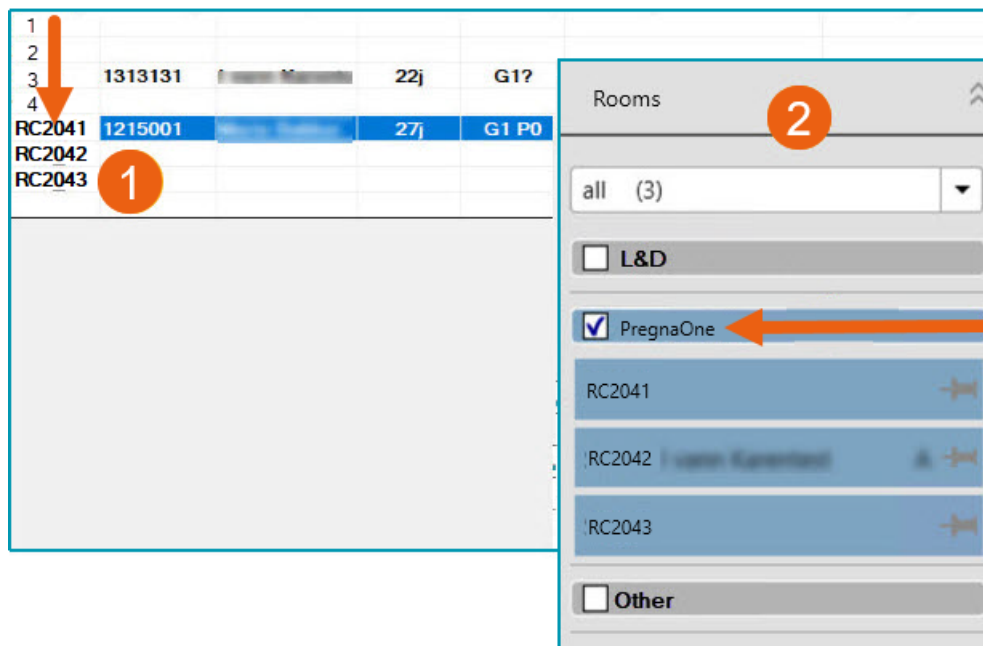 1
2
3 1313131 22j G1?
4
RC2041 1215001 27j G1 P0
RC2042
RC2043
1
Rooms
2
all (3)
L&D
PregnaOne
RC2041
RC2042
RC2043
Other